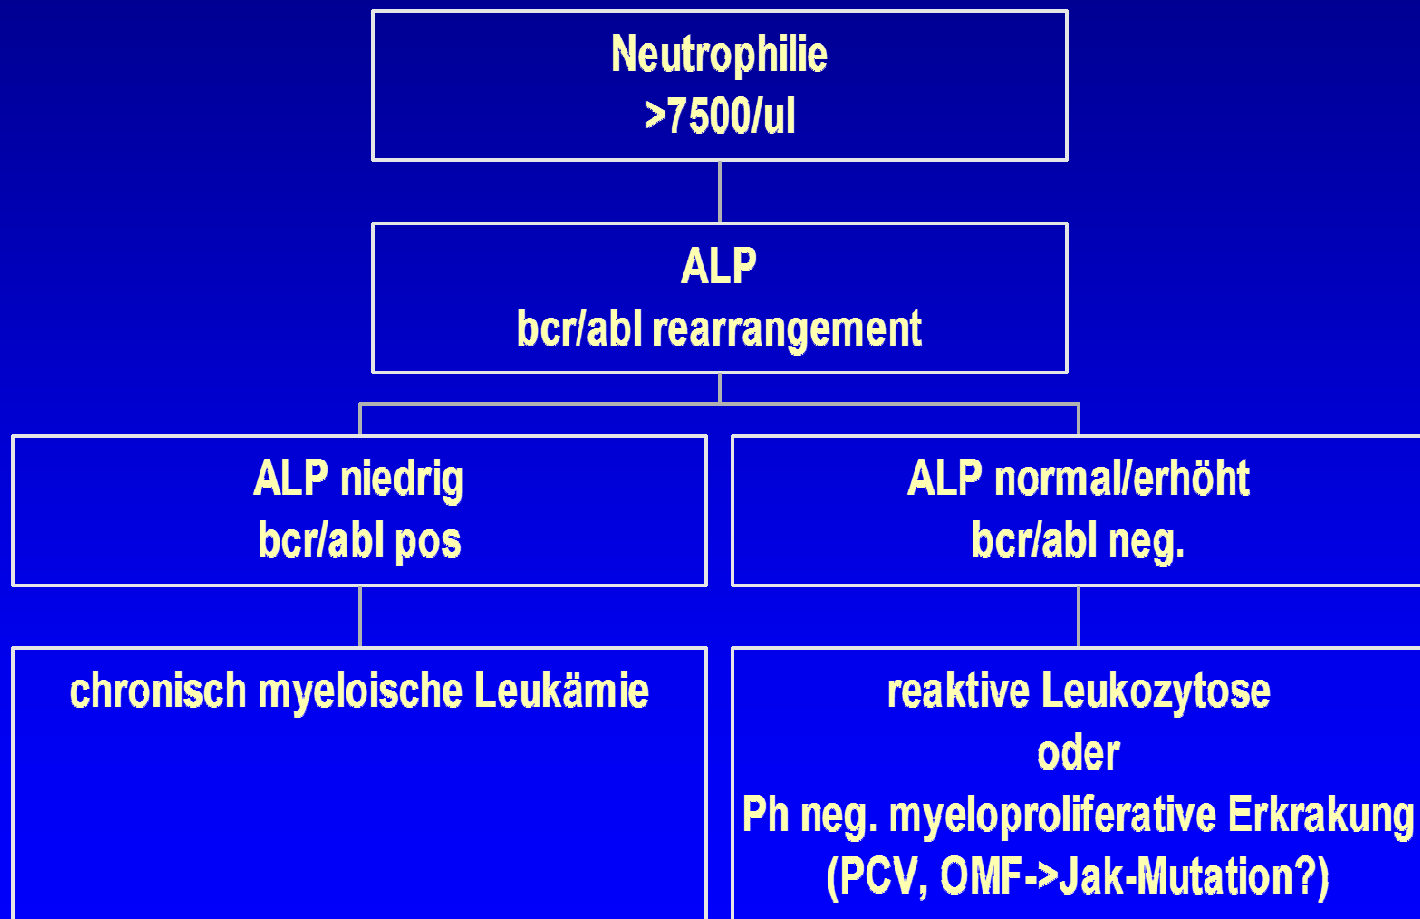 Neutrophilie
>7500/ul
ALP
bcr/abl rearrangement
ALP niedrig
bcr/abl pos
ALP normal/erhöht
bcr/abl neg.
chronisch myeloische Leukämie
reaktive Leukozytose
oder
Ph neg. myeloproliferative Erkrakung
(PCV, OMF->Jak-Mutation?)